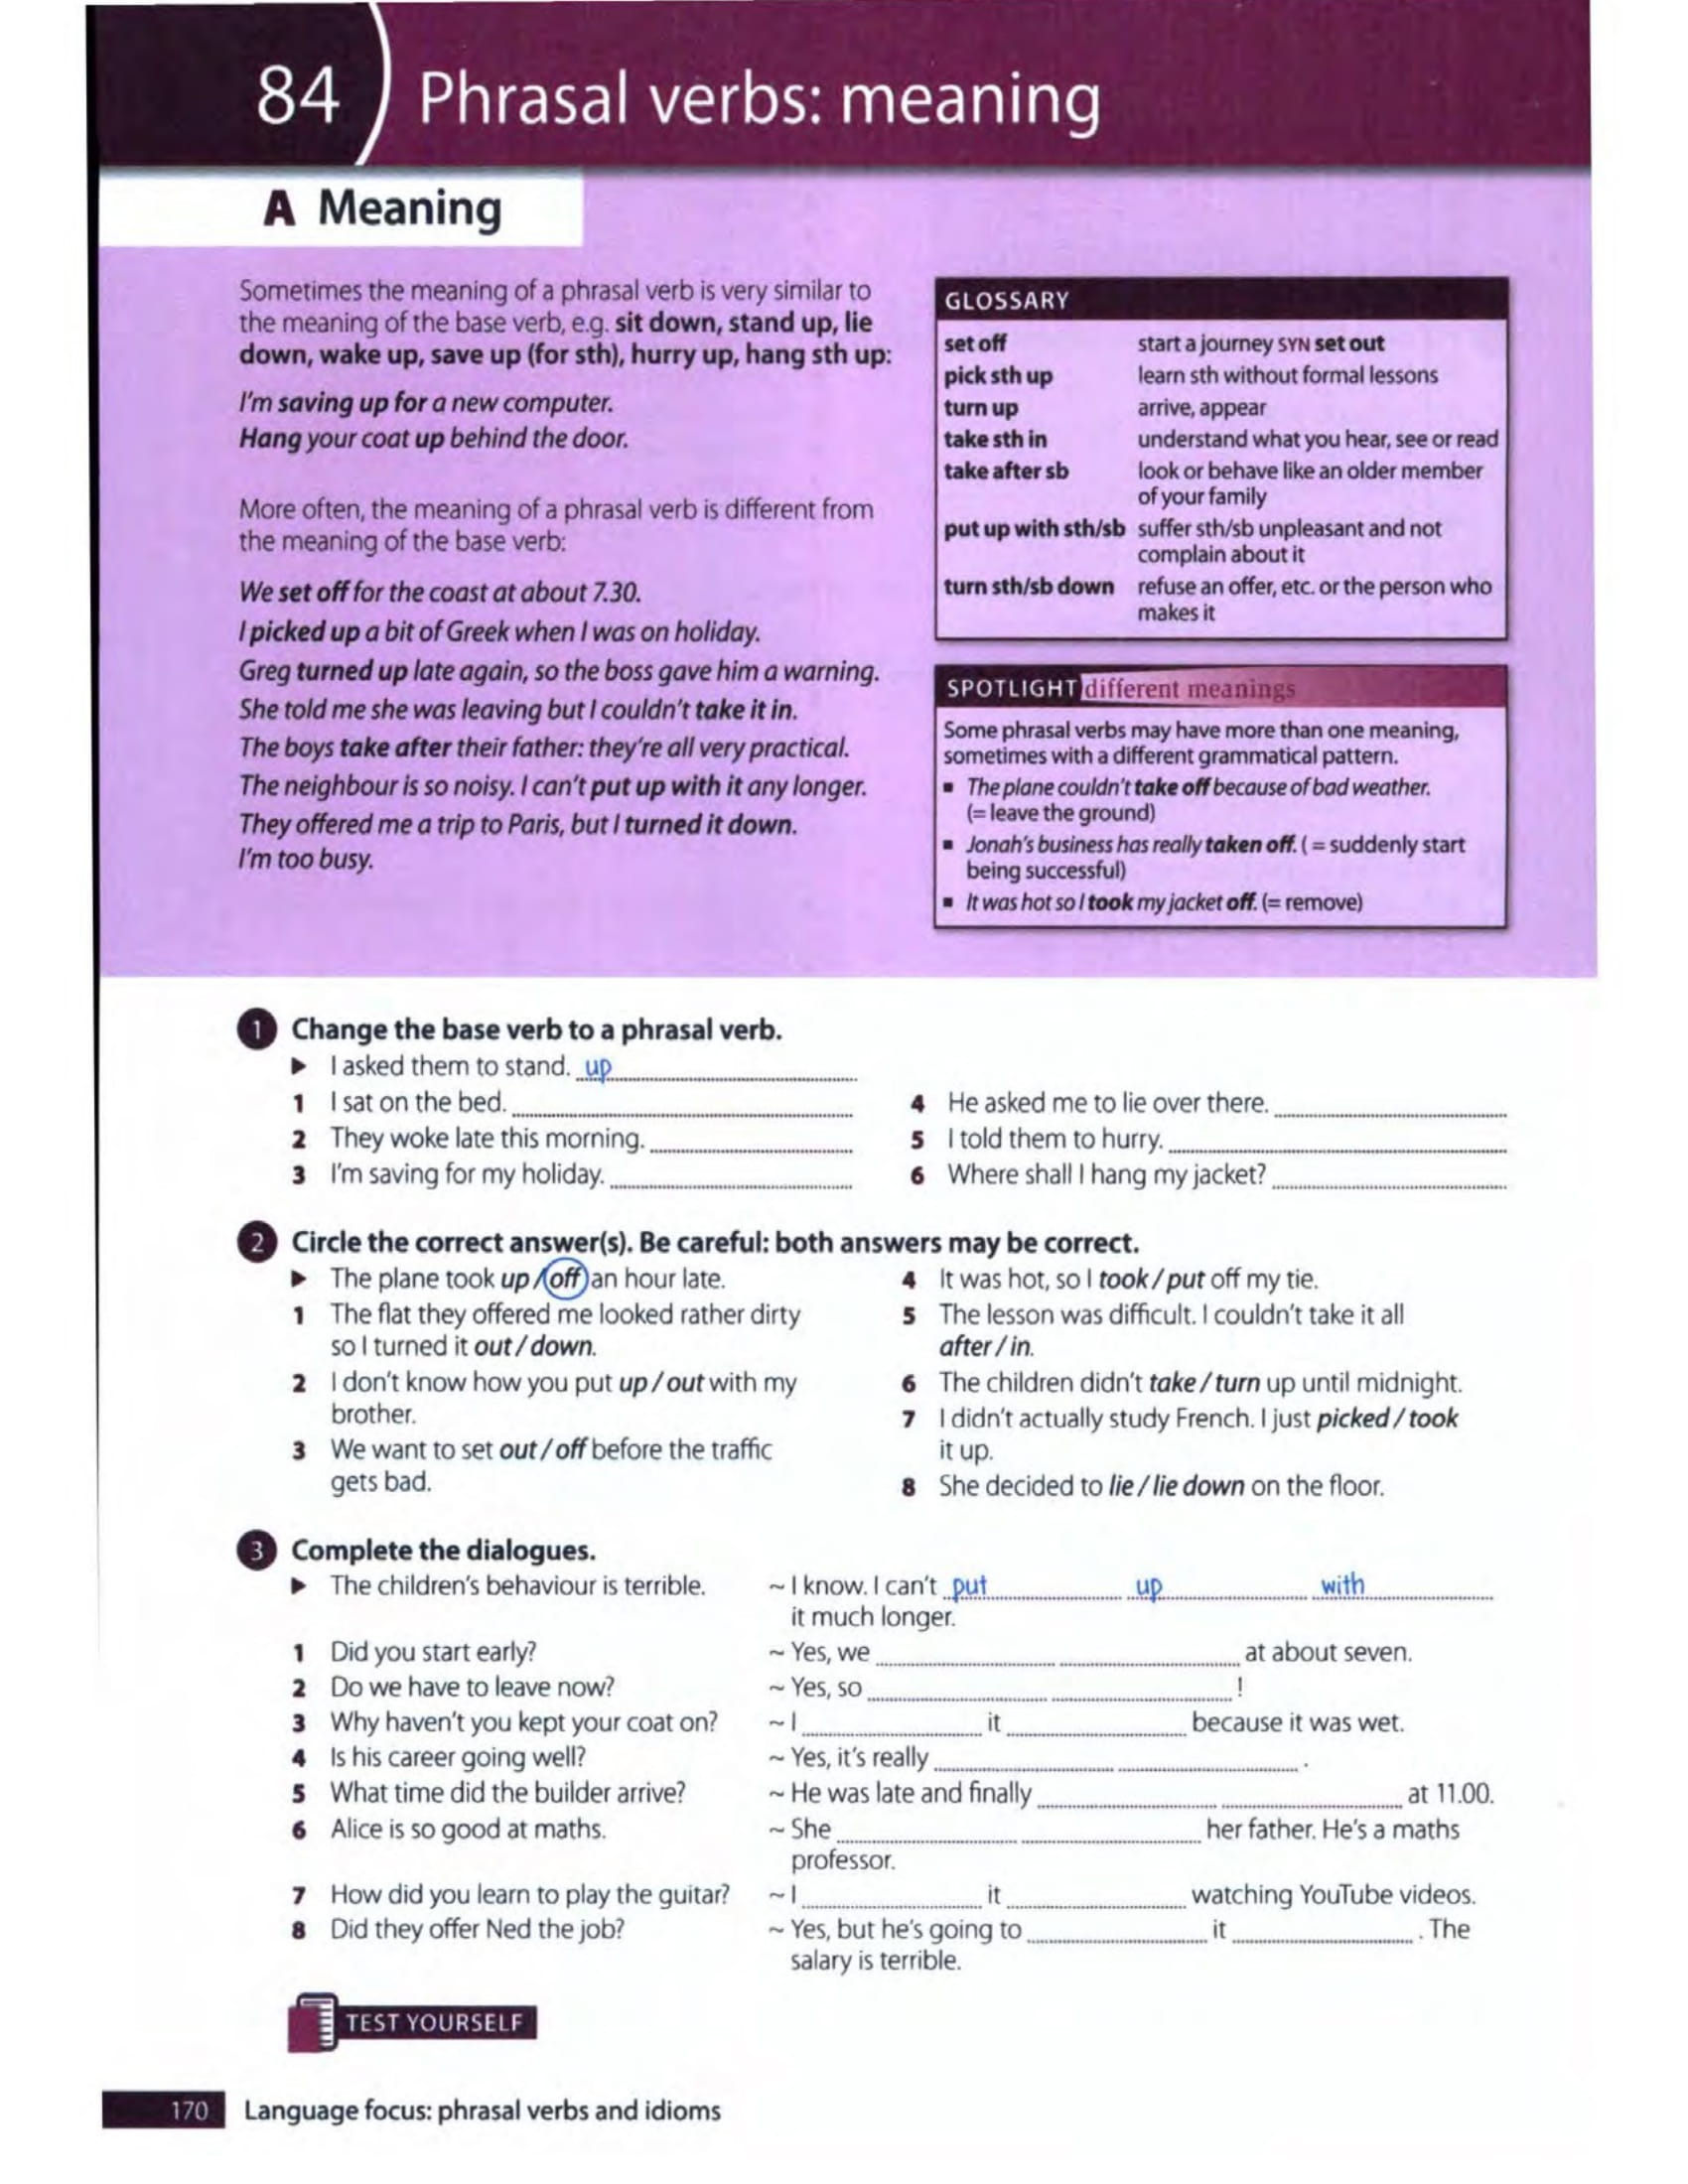 84 Phrasal verbs: meaning
A Meaning
Sometimes the meaning of a phrasal verb is very similar to
the meaning of the base verb, e.g. sit down, stand up, lie
down, wake up, save up (for sth), hurry up, hang sth up:
I'm saving up for a new computer.
Hang your coat up behind the door.
More often, the meaning of a phrasal verb is different from
the meaning of the base verb:
We set off for the coast at about 7.30.
I picked up a bit of Greek when I was on holiday.
Greg turned up late again, so the boss gave him a warning.
She told me she was leaving but I couldn't take it in.
The boys take after their father: they're all very practical.
The neighbour is so noisy. I can't put up with it any longer.
They offered me a trip to Paris, but I turned it down.
I'm too busy.
GLOSSARY
set off start a journey SYN set out
pick sth up learn sth without formal lessons
turn up arrive, appear
take sth in understand what you hear, see or read
take after sb look or behave like an older member
of your family
put up with sth/sb suffer sth/sb unpleasant and not
complain about it
turn sth/sb down refuse an offer, etc. or the person who
makes it
SPOTLIGHT different meanings
Some phrasal verbs may have more than one meaning,
sometimes with a different grammatical pattern.
▪ The plane couldn't take off because of bad weather.
(= leave the ground)
▪ Jonah's business has really taken off. (= suddenly start
being successful)
▪ It was hot so I took my jacket off. (= remove)
1 Change the base verb to a phrasal verb.
► I asked them to stand. up
1 I sat on the bed.
2 They woke late this morning.
3 I'm saving for my holiday.
4 He asked me to lie over there.
5 I told them to hurry.
6 Where shall I hang my jacket?
2 Circle the correct answer(s). Be careful: both answers may be correct.
► The plane took up / off an hour late.
1 The flat they offered me looked rather dirty
so I turned it out / down.
2 I don't know how you put up / out with my
brother.
3 We want to set out / off before the traffic
gets bad.
4 It was hot, so I took / put off my tie.
5 The lesson was difficult. I couldn't take it all
after / in.
6 The children didn't take / turn up until midnight.
7 I didn't actually study French. I just picked / took
it up.
8 She decided to lie / lie down on the floor.
3 Complete the dialogues.
► The children's behaviour is terrible. ~ I know. I can't put up with
it much longer.
1 Did you start early? ~ Yes, we at about seven.
2 Do we have to leave now? ~ Yes, so !
3 Why haven't you kept your coat on? ~ I it because it was wet.
4 Is his career going well? ~ Yes, it's really .
5 What time did the builder arrive? ~ He was late and finally at 11.00.
6 Alice is so good at maths. ~ She her father. He's a maths
professor.
7 How did you learn to play the guitar? ~ I it watching YouTube videos.
8 Did they offer Ned the job? ~ Yes, but he's going to it . The
salary is terrible.
TEST YOURSELF
170 Language focus: phrasal verbs and idioms